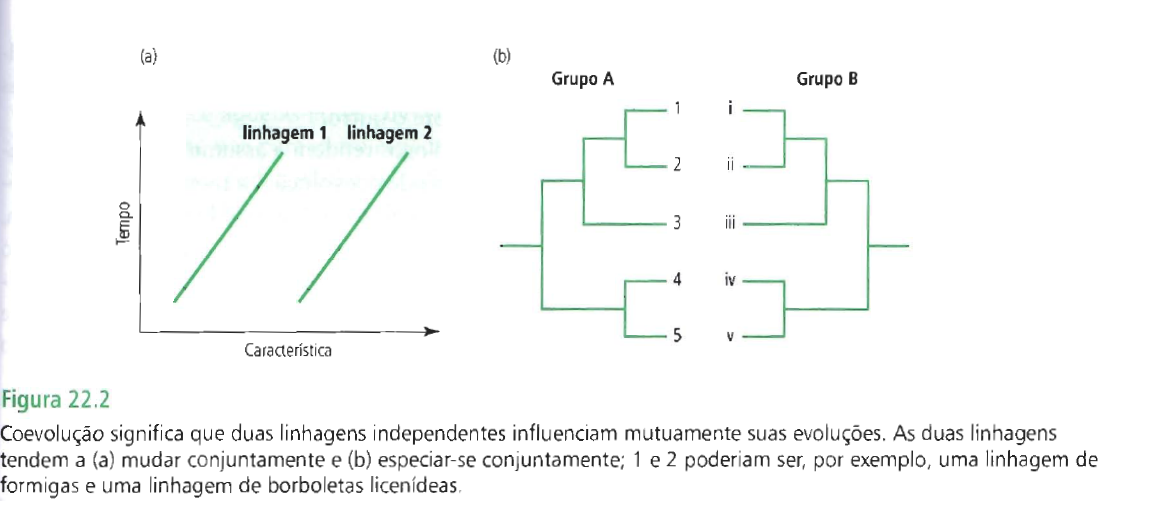 (a)
(b)
Grupo A
Grupo B
linhagem 1 linhagem 2
Tempo
Característica
1
2
3
4
5
i
ii
iii
iv
v
Figura 22.2
Coevolução significa que duas linhagens independentes influenciam mutuamente suas evoluções. As duas linhagens
tendem a (a) mudar conjuntamente e (b) especiar-se conjuntamente; 1 e 2 poderiam ser, por exemplo, uma linhagem de
formigas e uma linhagem de borboletas licenídeas.